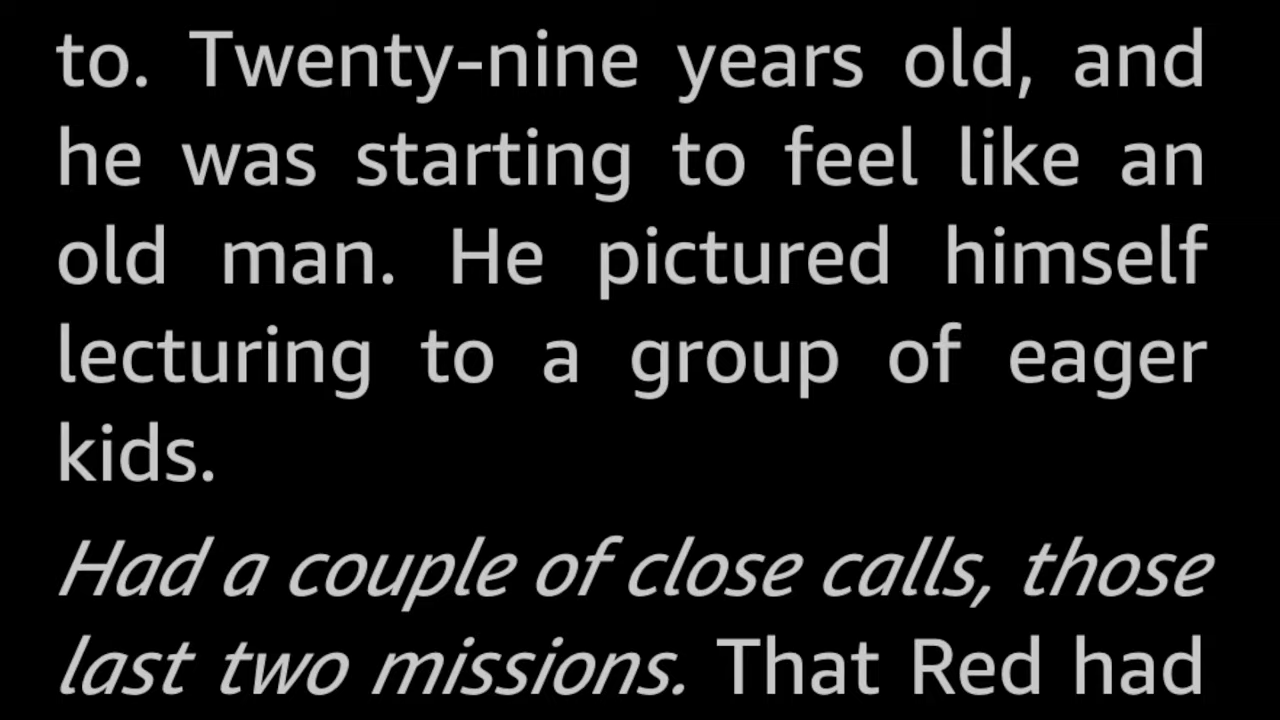 to. Twenty-nine years old, and
he was starting to feel like an
old man. He pictured himself
lecturing to a group of eager
kids.
Had a couple of close calls, those
last two missions. That Red had